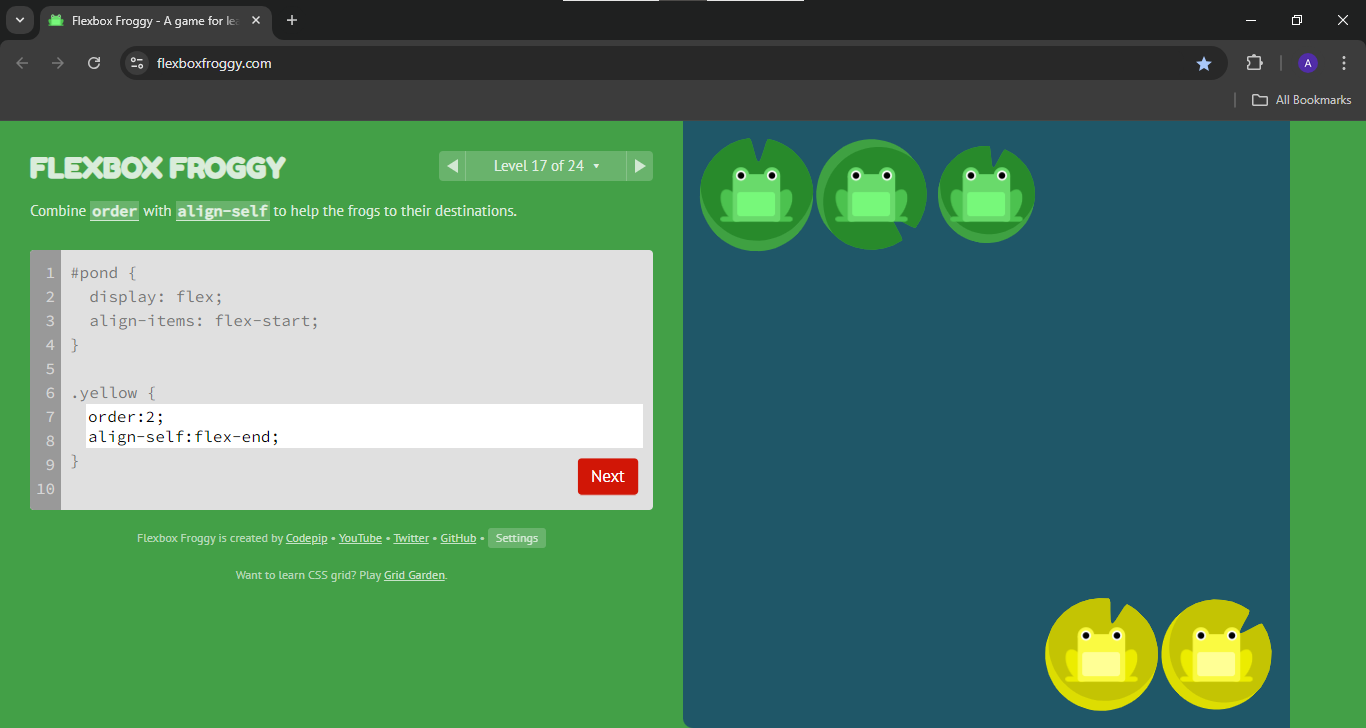 Flexbox Froggy - A game for le
flexboxfroggy.com
A
All Bookmarks
FLEXBOX FROGGY
Level 17 of 24
Combine order with align-self to help the frogs to their destinations.
1 #pond {
2 display: flex;
3 align-items: flex-start;
4 }
5
6 .yellow {
7 order:2;
8 align-self:flex-end;
9 }
10
Next
Flexbox Froggy is created by Codepip • YouTube • Twitter • GitHub • Settings
Want to learn CSS grid? Play Grid Garden.